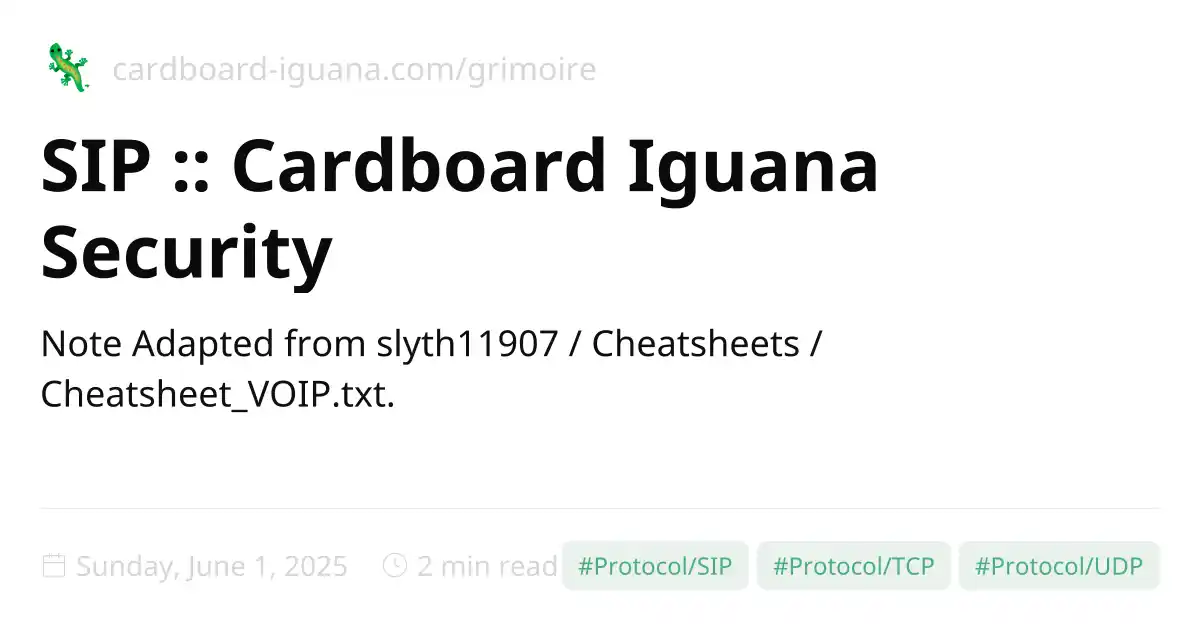 cardboard-iguana.com/grimoire
SIP :: Cardboard Iguana
Security
Note Adapted from slyth11907 / Cheatsheets /
Cheatsheet_VOIP.txt.
Sunday, June 1, 2025 2 min read #Protocol/SIP #Protocol/TCP #Protocol/UDP